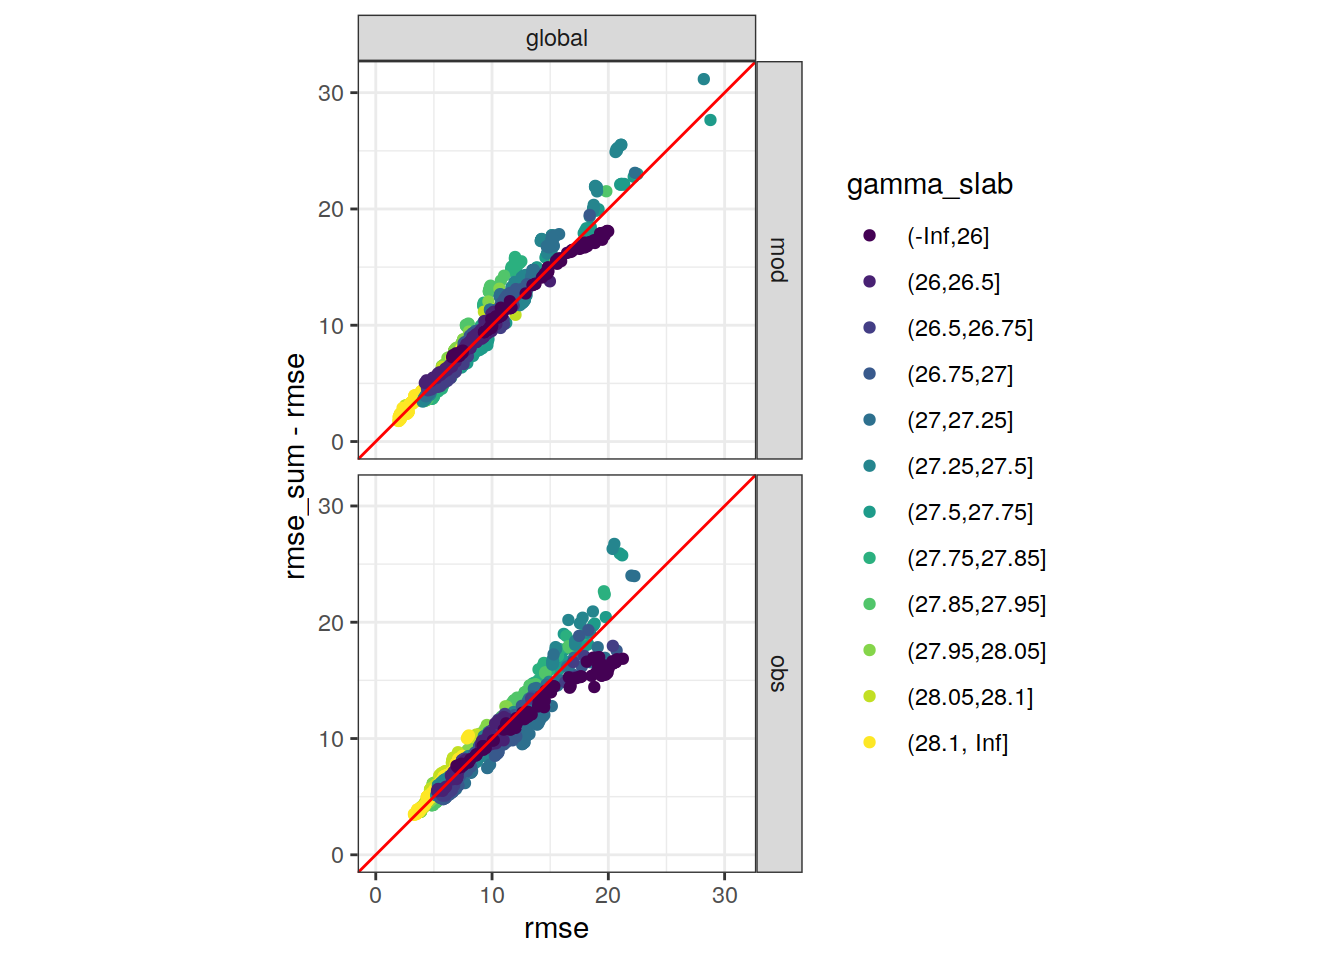 global
30
20
10
0
mod
30
20
10
0
obs
0 10 20 30
rmse
rmse_sum - rmse
gamma_slab
(-Inf,26]
(26,26.5]
(26.5,26.75]
(26.75,27]
(27,27.25]
(27.25,27.5]
(27.5,27.75]
(27.75,27.85]
(27.85,27.95]
(27.95,28.05]
(28.05,28.1]
(28.1, Inf]